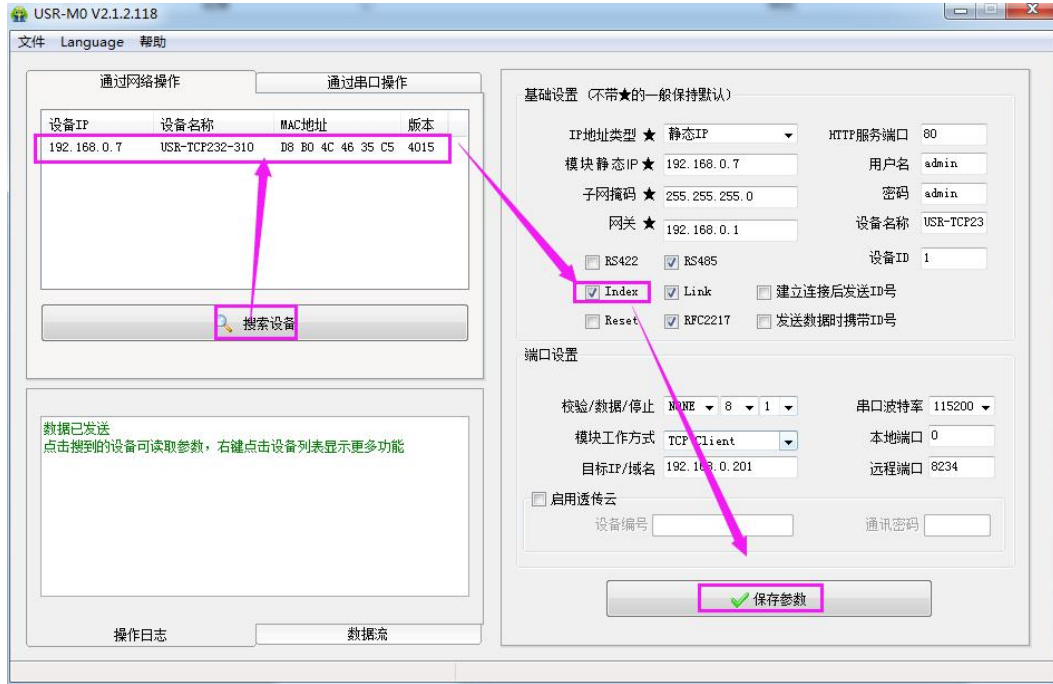 USR-M0 V2.1.2.118
文件 Language 帮助
通过网络操作 通过串口操作
设备IP 设备名称 MAC地址 版本
192.168.0.7 USR-TCP232-310 D8 B0 4C 46 35 C5 4015
搜索设备
数据已发送
点击搜到的设备可读取参数，右键点击设备列表显示更多功能
操作日志 数据流
基础设置 (不带★的一般保持默认)
IP地址类型 ★ 静态IP HTTP服务端口 80
模块静态IP ★ 192.168.0.7 用户名 admin
子网掩码 ★ 255.255.255.0 密码 admin
网关 ★ 192.168.0.1 设备名称 USR-TCP23
RS422 RS485 设备ID 1
Index Link 建立连接后发送ID号
Reset RFC2217 发送数据时携带ID号
端口设置
校验/数据/停止 NONE 8 1 串口波特率 115200
模块工作方式 TCP Client 本地端口 0
目标IP/域名 192.168.0.201 远程端口 8234
启用透传云
设备编号 通讯密码
保存参数